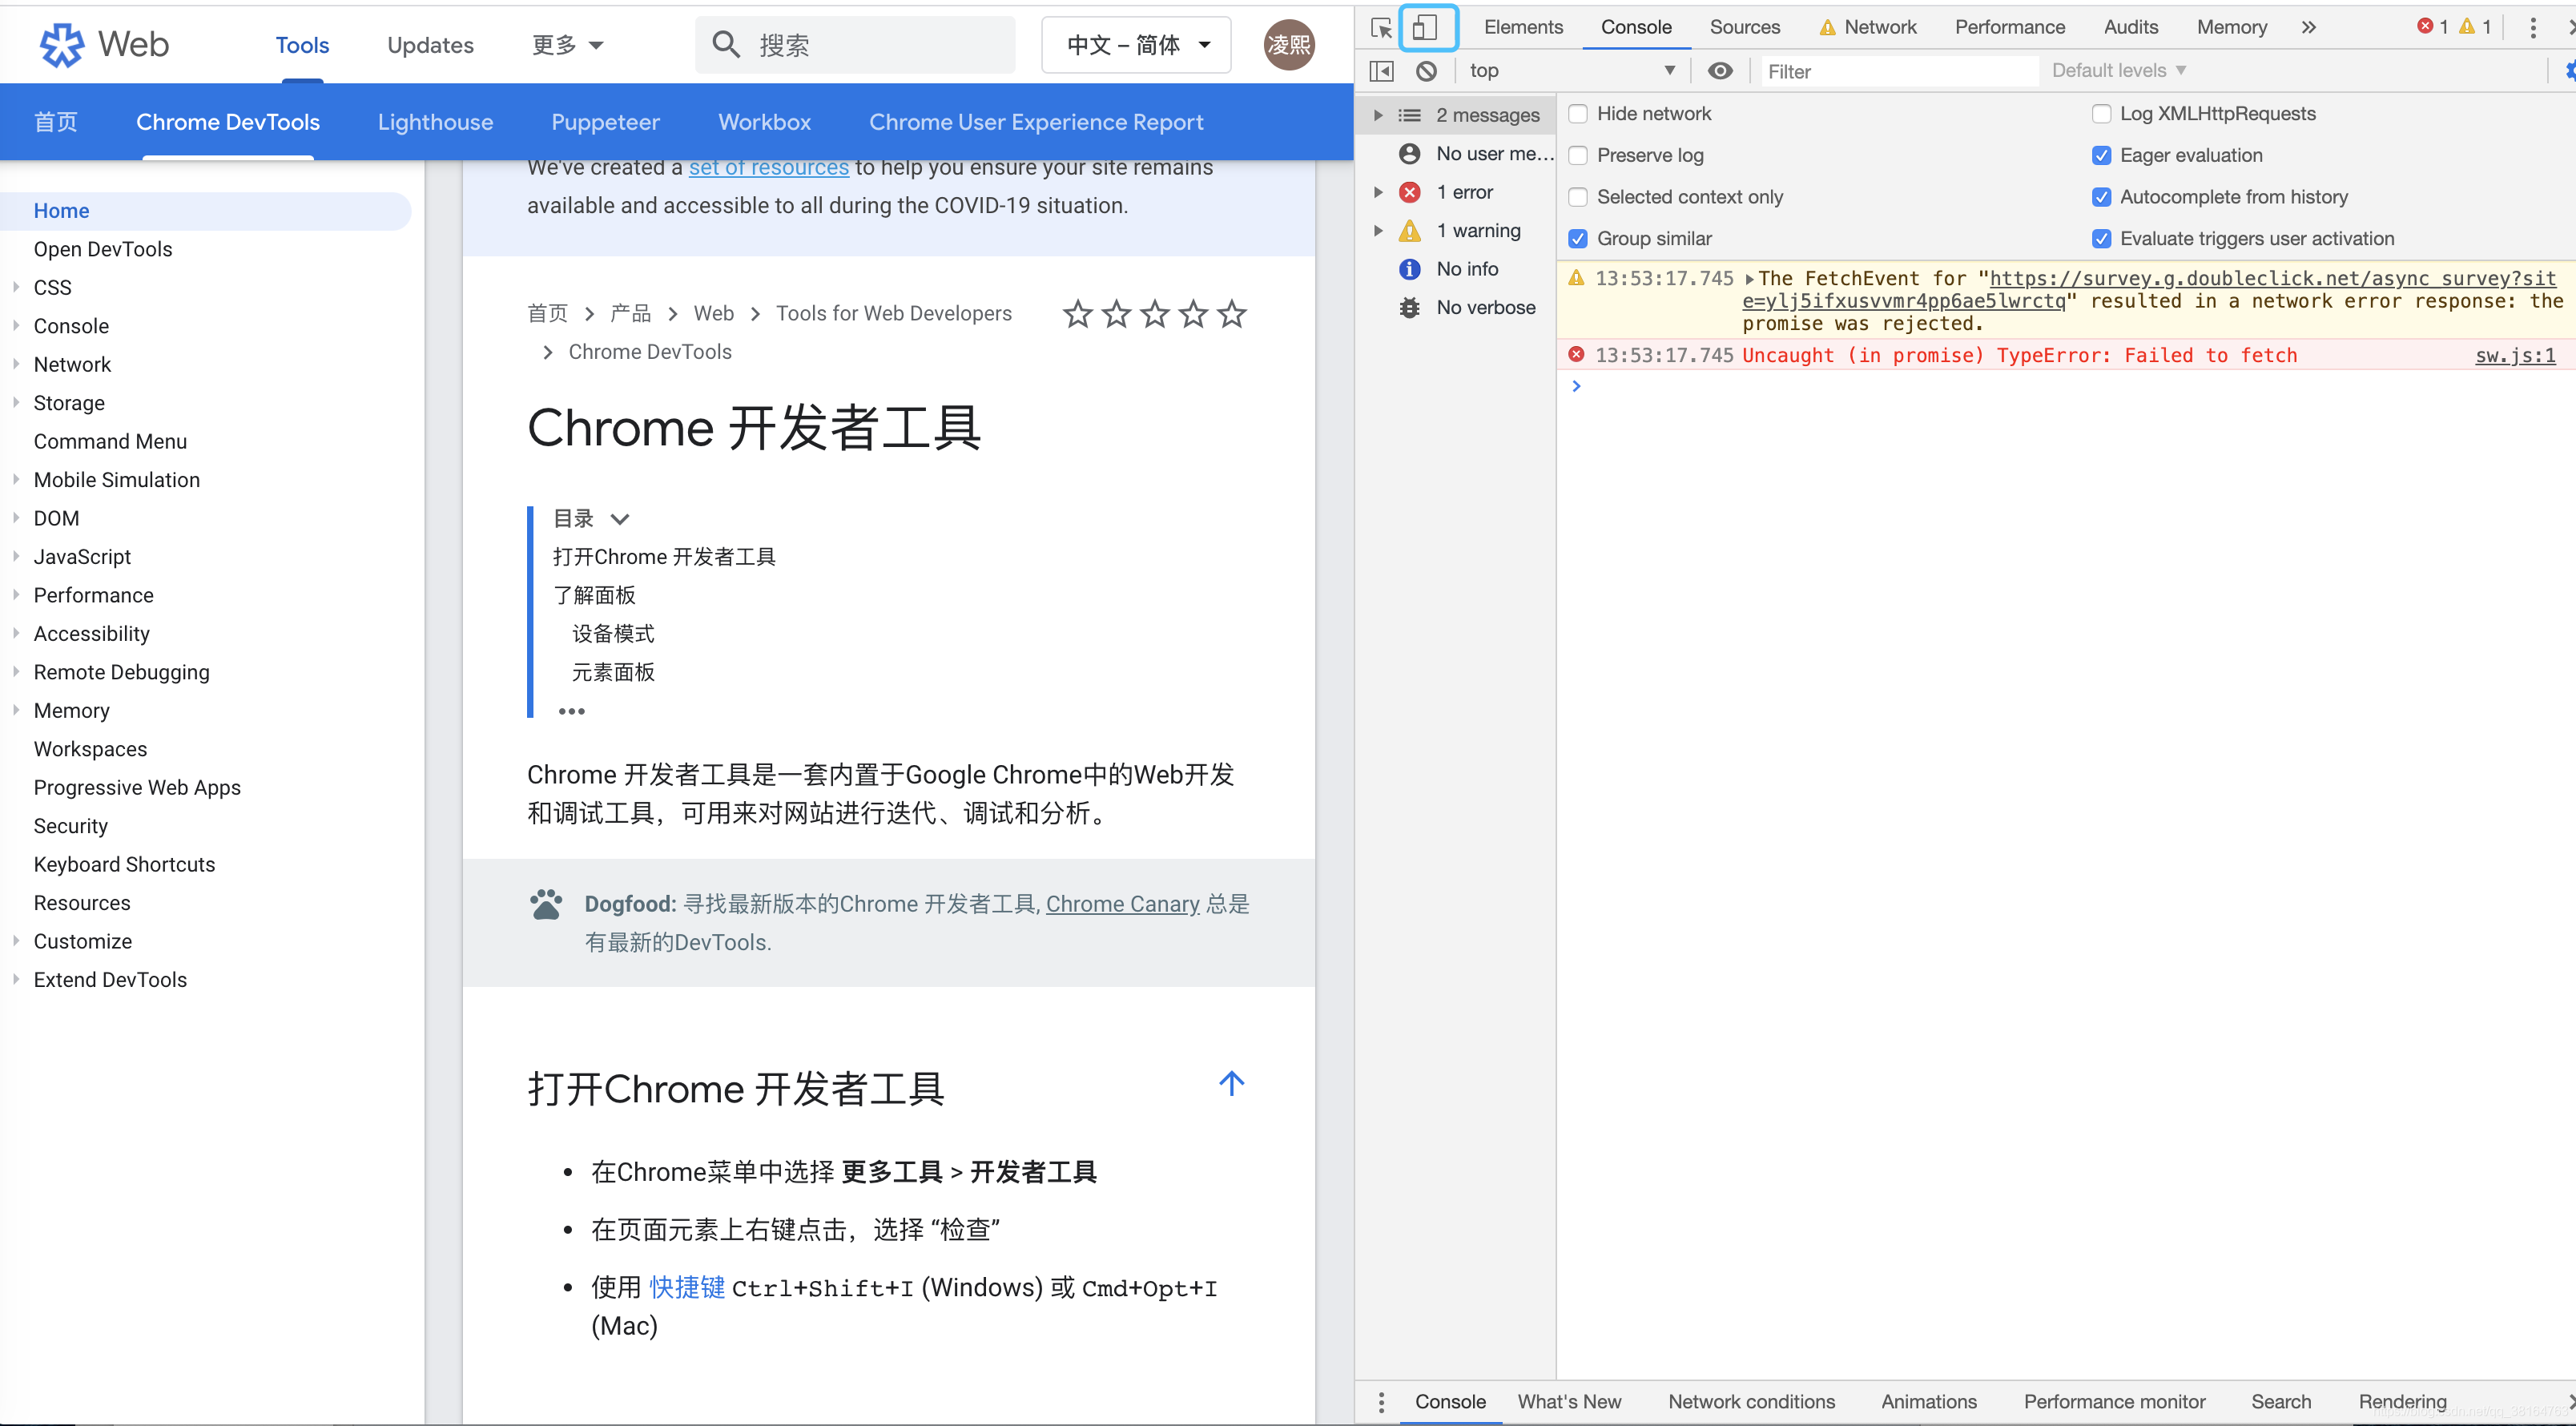 Web
Tools
Updates
更多
搜索
中文 – 简体
凌熙
首页
Chrome DevTools
Lighthouse
Puppeteer
Workbox
Chrome User Experience Report
Home
Open DevTools
CSS
Console
Network
Storage
Command Menu
Mobile Simulation
DOM
JavaScript
Performance
Accessibility
Remote Debugging
Memory
Workspaces
Progressive Web Apps
Security
Keyboard Shortcuts
Resources
Customize
Extend DevTools
We've created a set of resources to help you ensure your site remains
available and accessible to all during the COVID-19 situation.
首页 > 产品 > Web > Tools for Web Developers
> Chrome DevTools
Chrome 开发者工具
目录
打开Chrome 开发者工具
了解面板
设备模式
元素面板
Chrome 开发者工具是一套内置于Google Chrome中的Web开发
和调试工具，可用来对网站进行迭代、调试和分析。
Dogfood: 寻找最新版本的Chrome 开发者工具, Chrome Canary 总是
有最新的DevTools.
打开Chrome 开发者工具
• 在Chrome菜单中选择 更多工具 > 开发者工具
• 在页面元素上右键点击，选择 “检查”
• 使用 快捷键 Ctrl+Shift+I (Windows) 或 Cmd+Opt+I
(Mac)
Elements
Console
Sources
Network
Performance
Audits
Memory
»
1
1
top
Filter
Default levels
2 messages
No user me...
1 error
1 warning
No info
No verbose
Hide network
Log XMLHttpRequests
Preserve log
Eager evaluation
Selected context only
Autocomplete from history
Group similar
Evaluate triggers user activation
13:53:17.745 The FetchEvent for "https://survey.g.doubleclick.net/async_survey?sit
e=ylj5ifxusvvmr4pp6ae5lwrctq" resulted in a network error response: the
promise was rejected.
13:53:17.745 Uncaught (in promise) TypeError: Failed to fetch sw.js:1
>
Console
What's New
Network conditions
Animations
Performance monitor
Search
Rendering